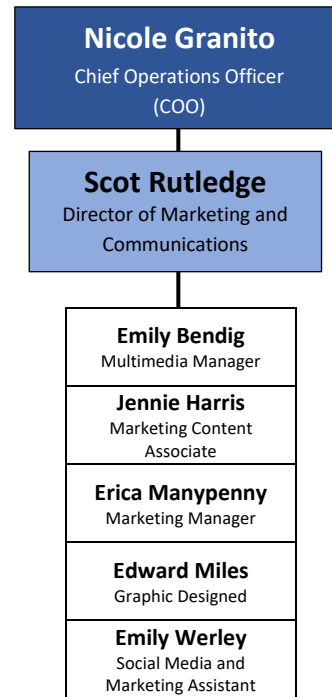 Nicole Granito
Chief Operations Officer
(COO)
Scot Rutledge
Director of Marketing and
Communications
Emily Bendig
Multimedia Manager
Jennie Harris
Marketing Content
Associate
Erica Manypenny
Marketing Manager
Edward Miles
Graphic Designed
Emily Werley
Social Media and
Marketing Assistant